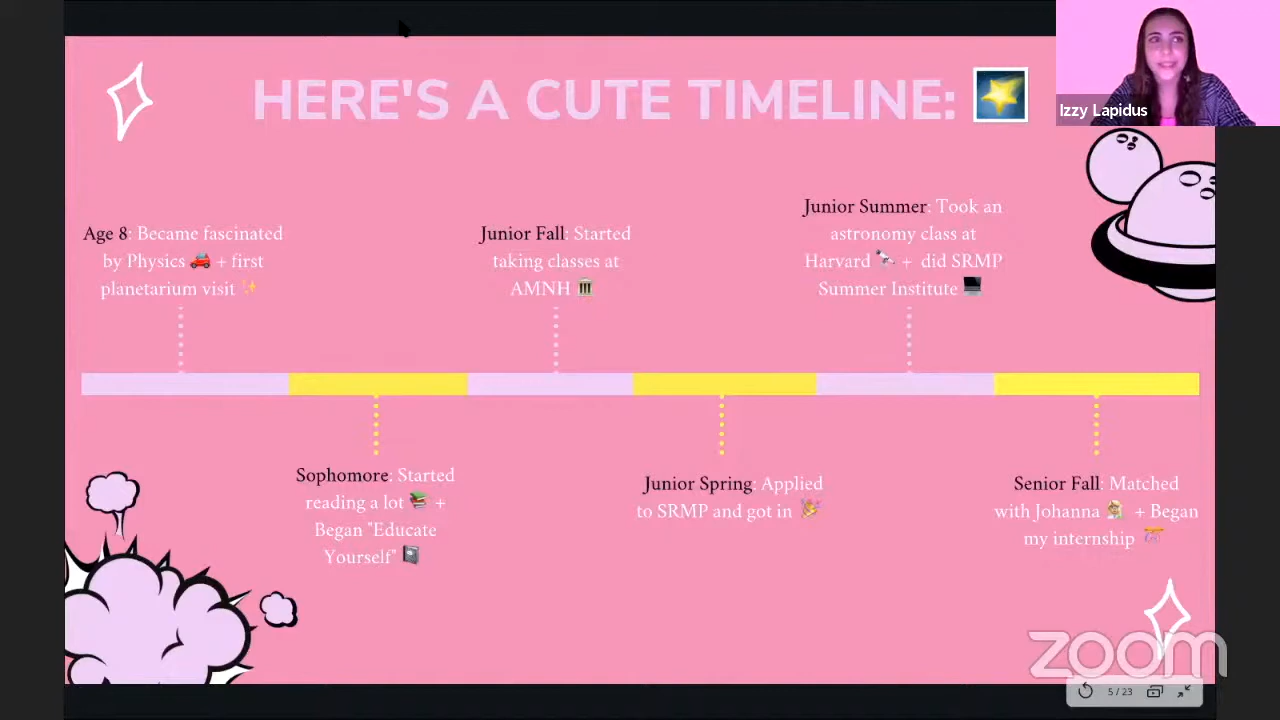 HERE'S A CUTE TIMELINE:
Izzy Lapidus
Age 8: Became fascinated
by Physics 🚗 + first
planetarium visit ✨
Junior Fall: Started
taking classes at
AMNH 🏛
Junior Summer: Took an
astronomy class at
Harvard 🔭 + did SRMP
Summer Institute 💻
Sophomore: Started
reading a lot 📚 +
Began "Educate
Yourself" 📓
Junior Spring: Applied
to SRMP and got in 🎉
Senior Fall: Matched
with Johanna 👩🏼‍🔬 + Began
my internship
zoom
5 / 23